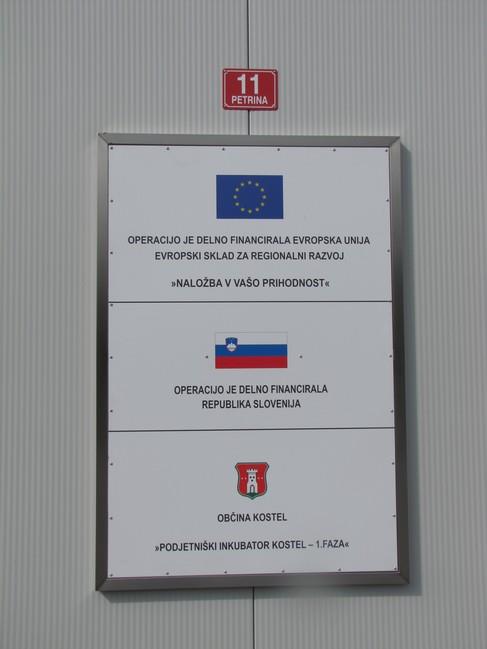 11
PETRINA
OPERACIJO JE DELNO FINANCIRALA EVROPSKA UNIJA
EVROPSKI SKLAD ZA REGIONALNI RAZVOJ
»NALOŽBA V VAŠO PRIHODNOST«
OPERACIJO JE DELNO FINANCIRALA
REPUBLIKA SLOVENIJA
OBČINA KOSTEL
»PODJETNIŠKI INKUBATOR KOSTEL – 1.FAZA«